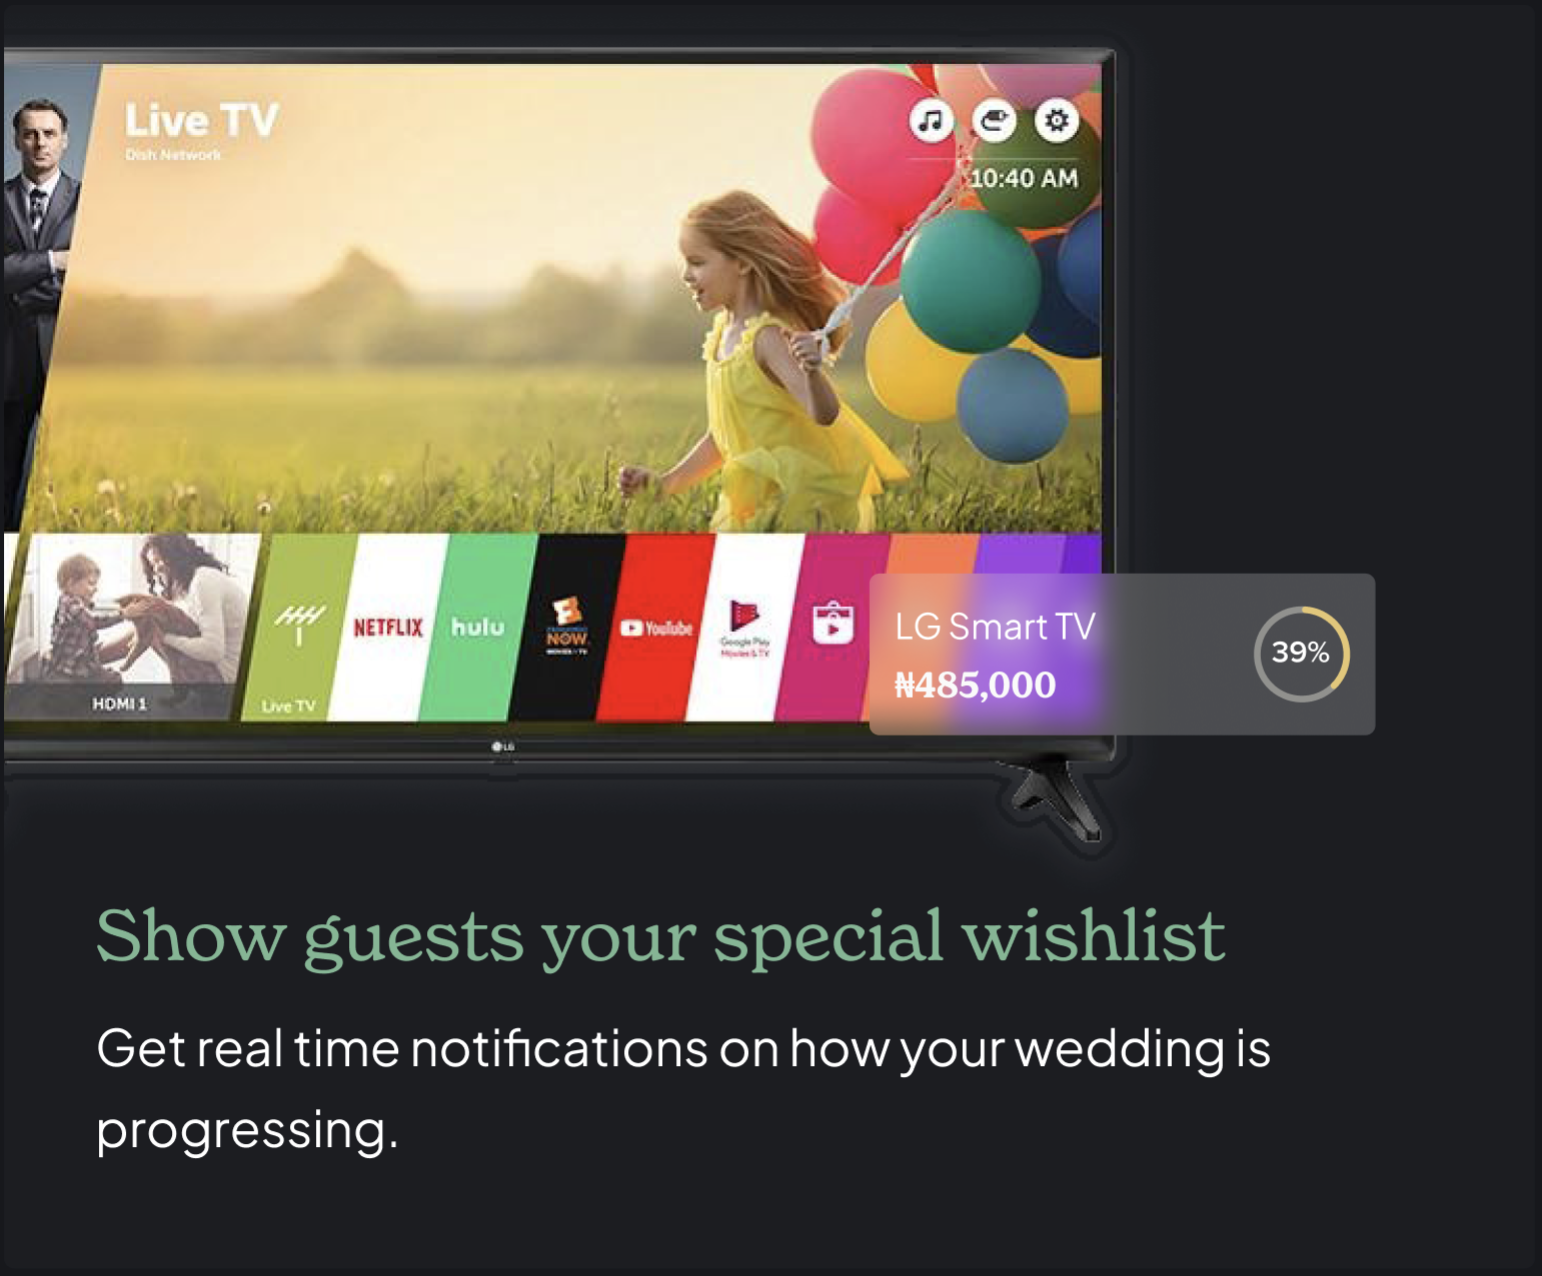 Live TV
Dish Network
10:40 AM
HDMI 1
Live TV
NETFLIX
hulu
NOW
MOVIES + TV
YouTube
Google Play
Movies & TV
LG Smart TV
₦485,000
39%
LG
Show guests your special wishlist
Get real time notifications on how your wedding is
progressing.